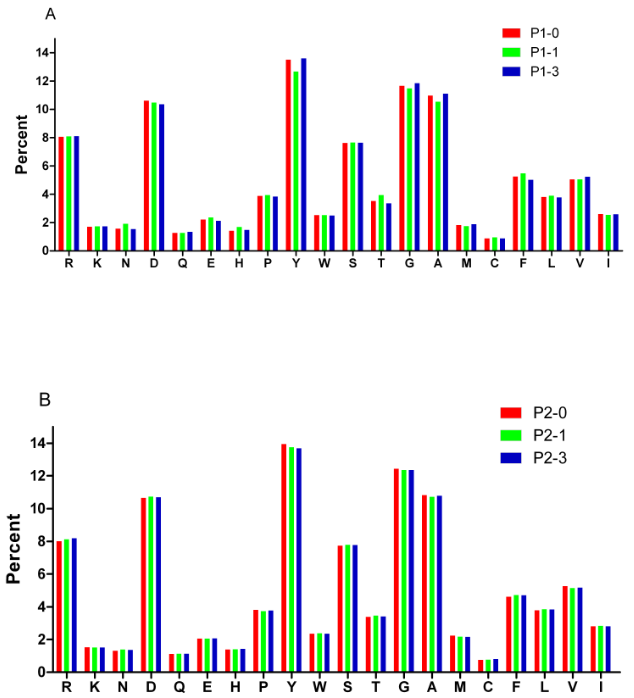 A
P1-0
P1-1
P1-3
Percent
14
12
10
8
6
4
2
0
R K N D Q E H P Y W S T G A M C F L V I
B
P2-0
P2-1
P2-3
Percent
14
12
10
8
6
4
2
0
R K N D Q E H P Y W S T G A M C F L V I